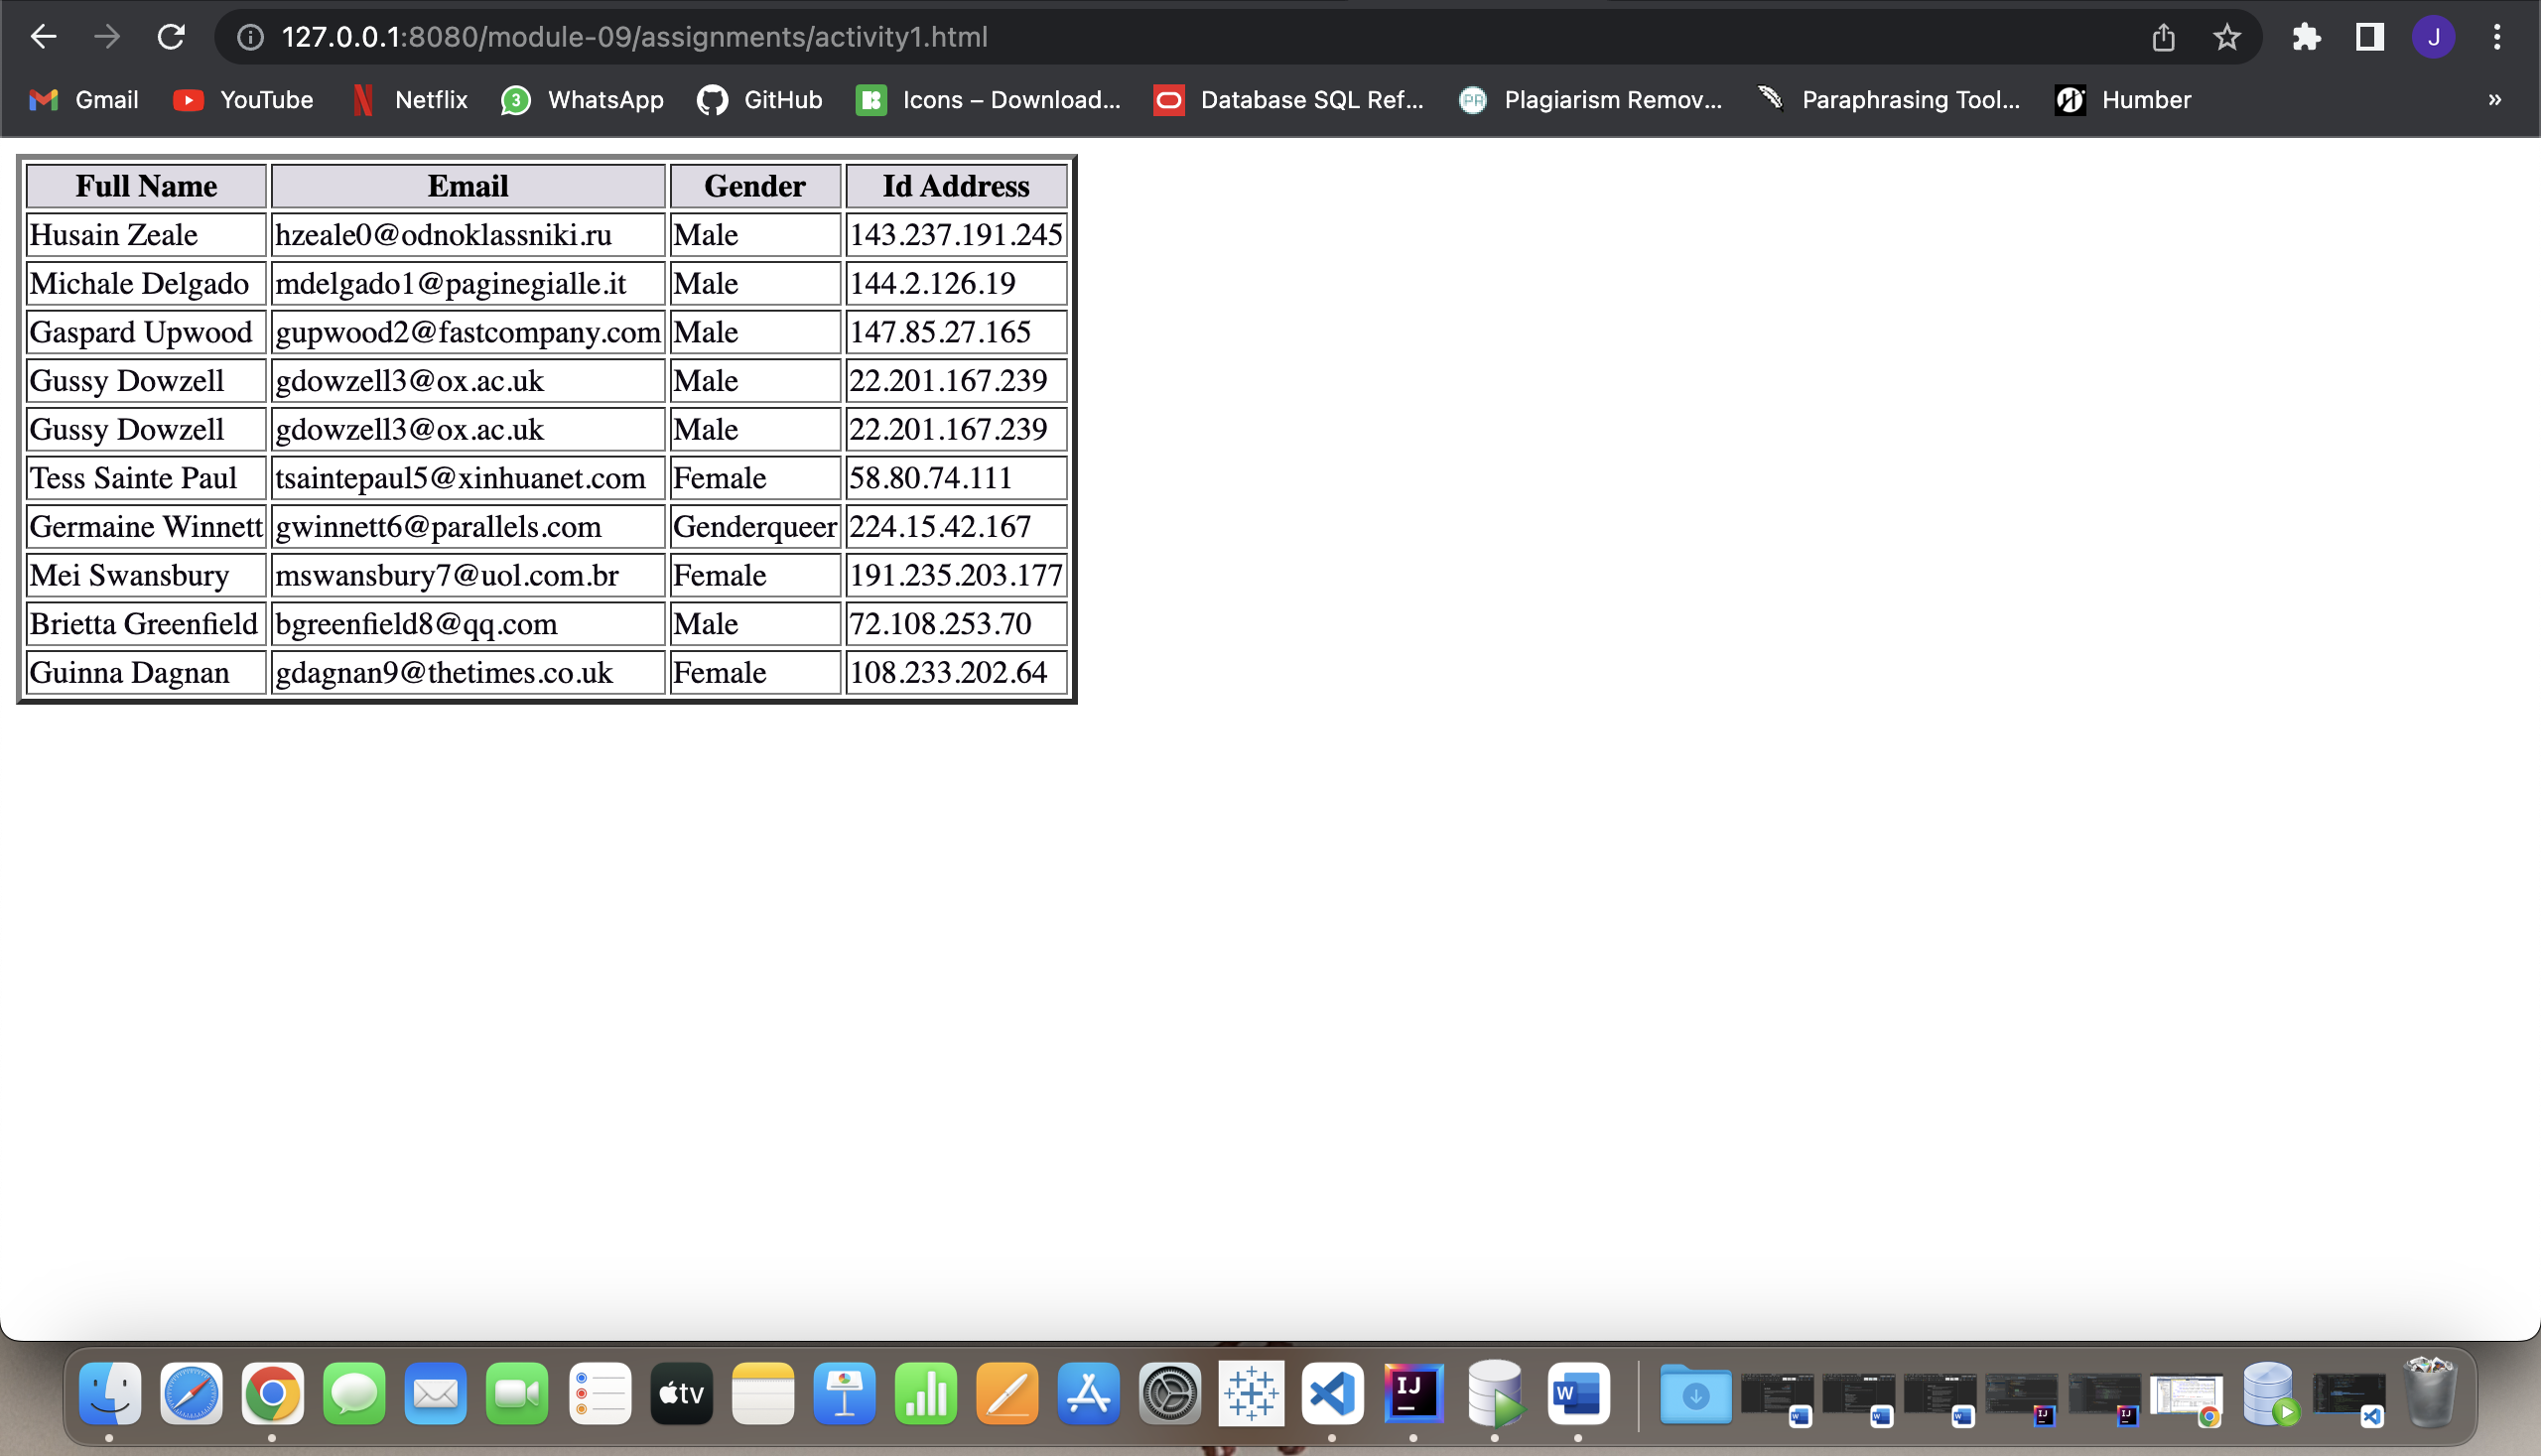 127.0.0.1:8080/module-09/assignments/activity1.html J
Gmail YouTube Netflix 3 WhatsApp GitHub Icons – Download... Database SQL Ref... PR Plagiarism Remov... Paraphrasing Tool... Humber »
Full Name Email Gender Id Address
Husain Zeale hzeale0@odnoklassniki.ru Male 143.237.191.245
Michale Delgado mdelgado1@paginegialle.it Male 144.2.126.19
Gaspard Upwood gupwood2@fastcompany.com Male 147.85.27.165
Gussy Dowzell gdowzell3@ox.ac.uk Male 22.201.167.239
Gussy Dowzell gdowzell3@ox.ac.uk Male 22.201.167.239
Tess Sainte Paul tsaintepaul5@xinhuanet.com Female 58.80.74.111
Germaine Winnett gwinnett6@parallels.com Genderqueer 224.15.42.167
Mei Swansbury mswansbury7@uol.com.br Female 191.235.203.177
Brietta Greenfield bgreenfield8@qq.com Male 72.108.253.70
Guinna Dagnan gdagnan9@thetimes.co.uk Female 108.233.202.64
tv IJ W